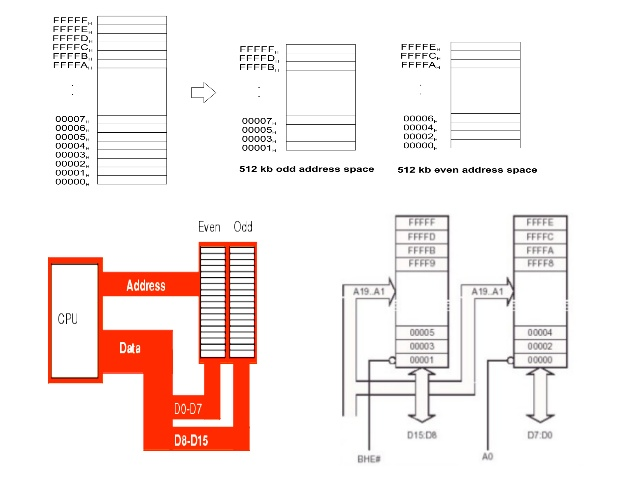 FFFFFH
FFFFEH
FFFFDH
FFFFCH
FFFFBH
FFFFAH
:
00007H
00006H
00005H
00004H
00003H
00002H
00001H
00000H
FFFFFH
FFFFDH
FFFFBH
:
00007H
00005H
00003H
00001H
512 kb odd address space
FFFFEH
FFFFCH
FFFFAH
:
00006H
00004H
00002H
00000H
512 kb even address space
Even Odd
CPU
Address
Data
D0-D7
D8-D15
FFFFF
FFFFD
FFFFB
FFFF9
A19..A1
00005
00003
00001
D15:D8
BHE#
FFFFE
FFFFC
FFFFA
FFFF8
A19..A1
00004
00002
00000
D7:D0
A0